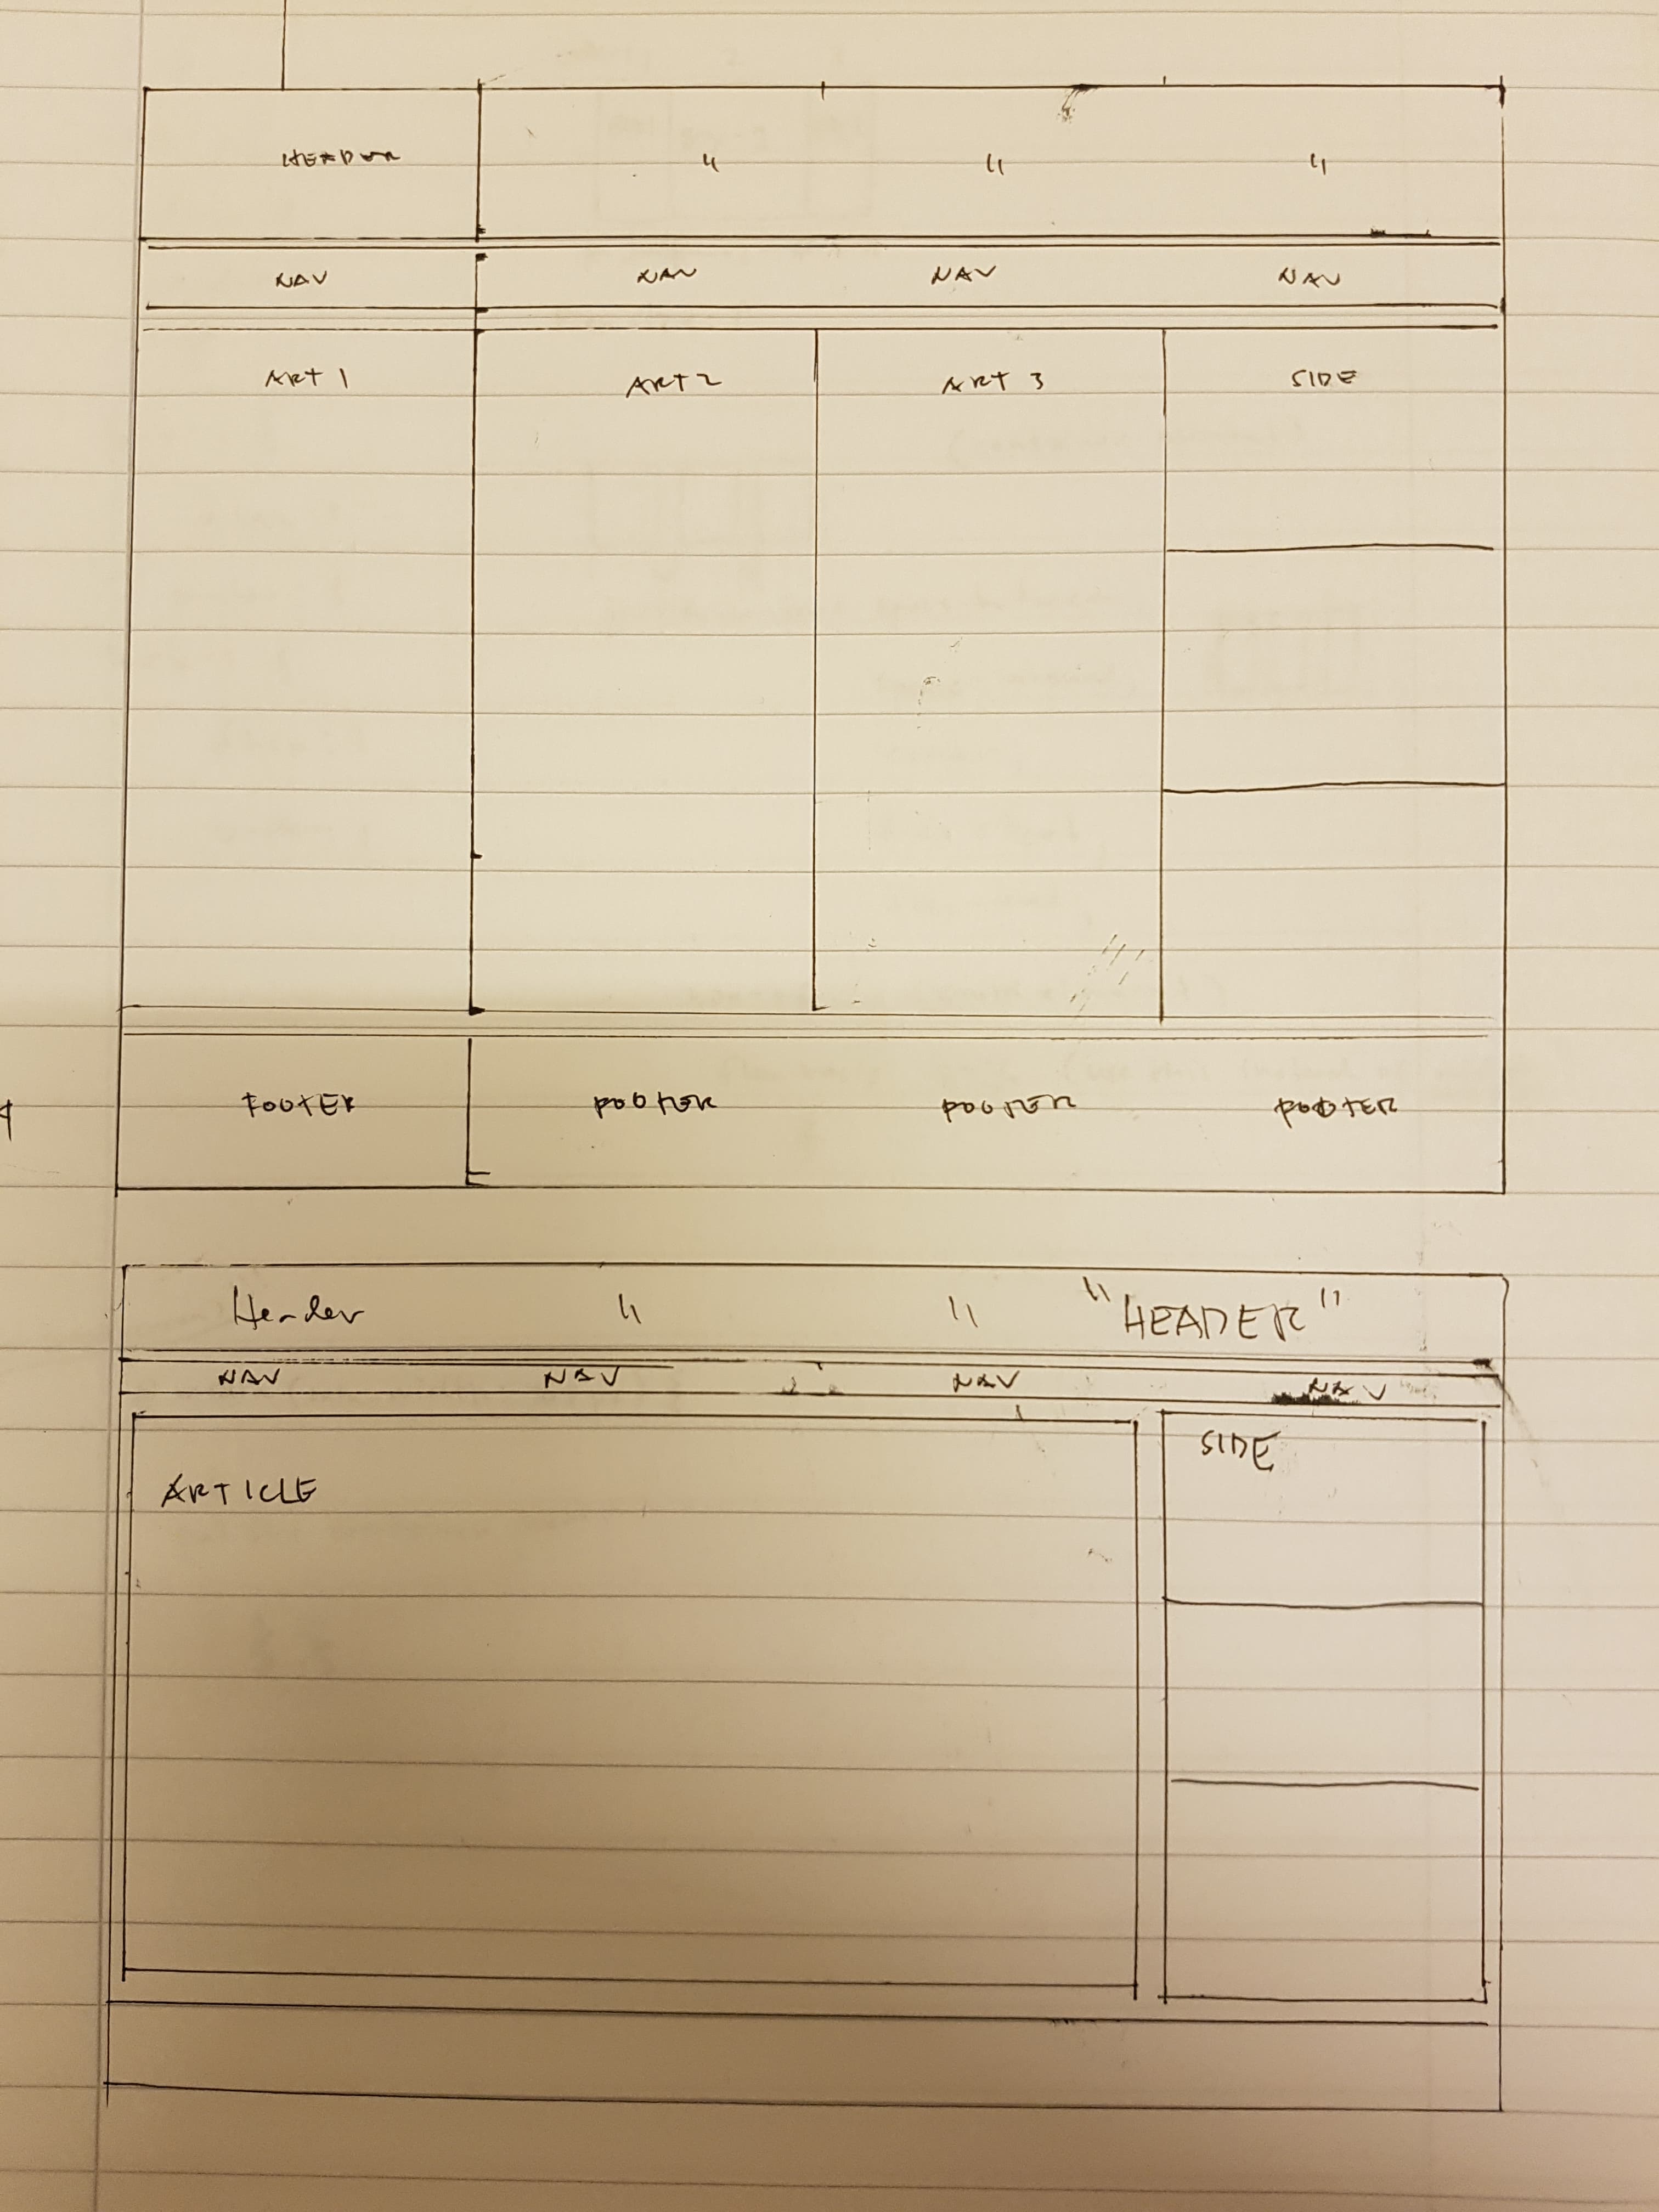 HEADER " " "
NAV NAV NAV NAV
ART 1 ART 2 ART 3 SIDE
FOOTER FOOTER FOOTER FOOTER
Header " " "HEADER"
NAV NAV NAV NAV
SIDE
ARTICLE